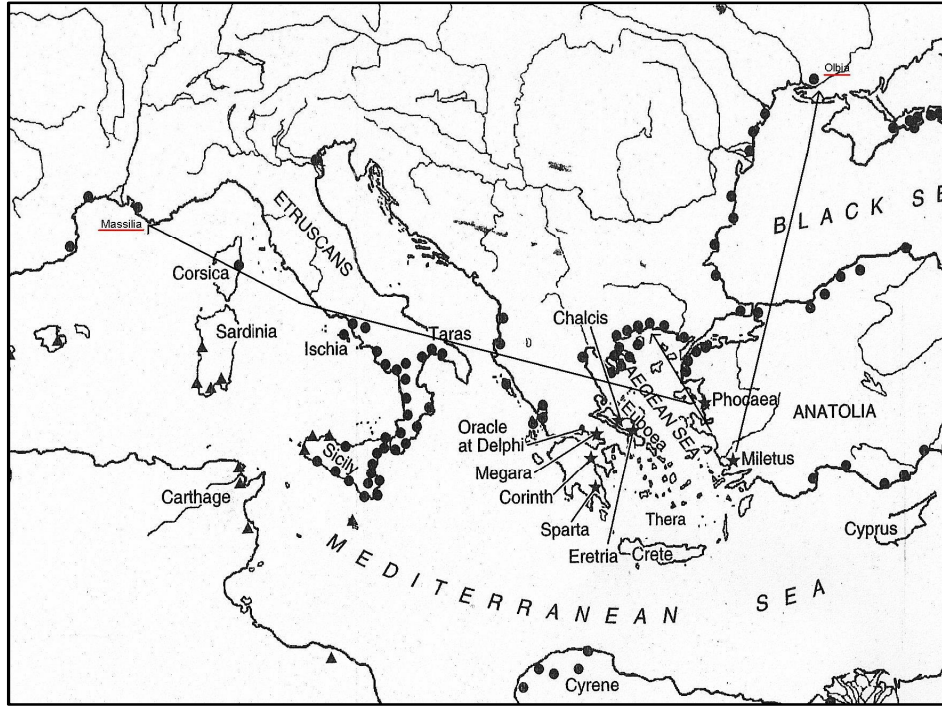 Olbia
BLACK SE
Massilia
ETRUSCANS
Corsica
Sardinia
Ischia
Taras
Chalcis
AEGEAN SEA
Euboea
Phocaea
ANATOLIA
Oracle
at Delphi
Megara
Corinth
Sparta
Eretria
Miletus
Sicily
Carthage
Thera
Crete
Cyprus
MEDITERRANEAN SEA
Cyrene